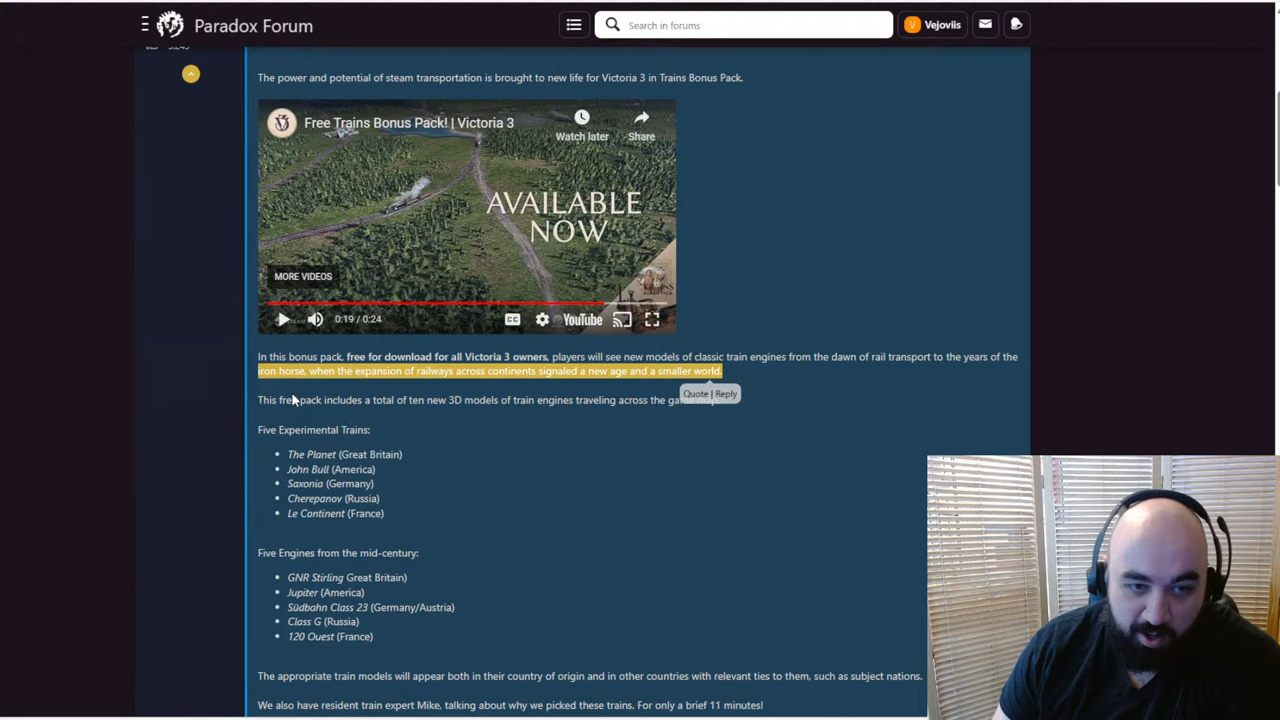 Paradox Forum
Search in forums
V Vejoviis
The power and potential of steam transportation is brought to new life for Victoria 3 in Trains Bonus Pack.
Free Trains Bonus Pack! | Victoria 3
Watch later
Share
AVAILABLE
NOW
MORE VIDEOS
0:19 / 0:24
CC
YouTube
In this bonus pack, free for download for all Victoria 3 owners, players will see new models of classic train engines from the dawn of rail transport to the years of the
iron horse, when the expansion of railways across continents signaled a new age and a smaller world.
Quote | Reply
This free pack includes a total of ten new 3D models of train engines traveling across the
Five Experimental Trains:
The Planet (Great Britain)
John Bull (America)
Saxonia (Germany)
Cherepanov (Russia)
Le Continent (France)
Five Engines from the mid-century:
GNR Stirling Great Britain)
Jupiter (America)
Südbahn Class 23 (Germany/Austria)
Class G (Russia)
120 Ouest (France)
The appropriate train models will appear both in their country of origin and in other countries with relevant ties to them, such as subject nations.
We also have resident train expert Mike, talking about why we picked these trains. For only a brief 11 minutes!